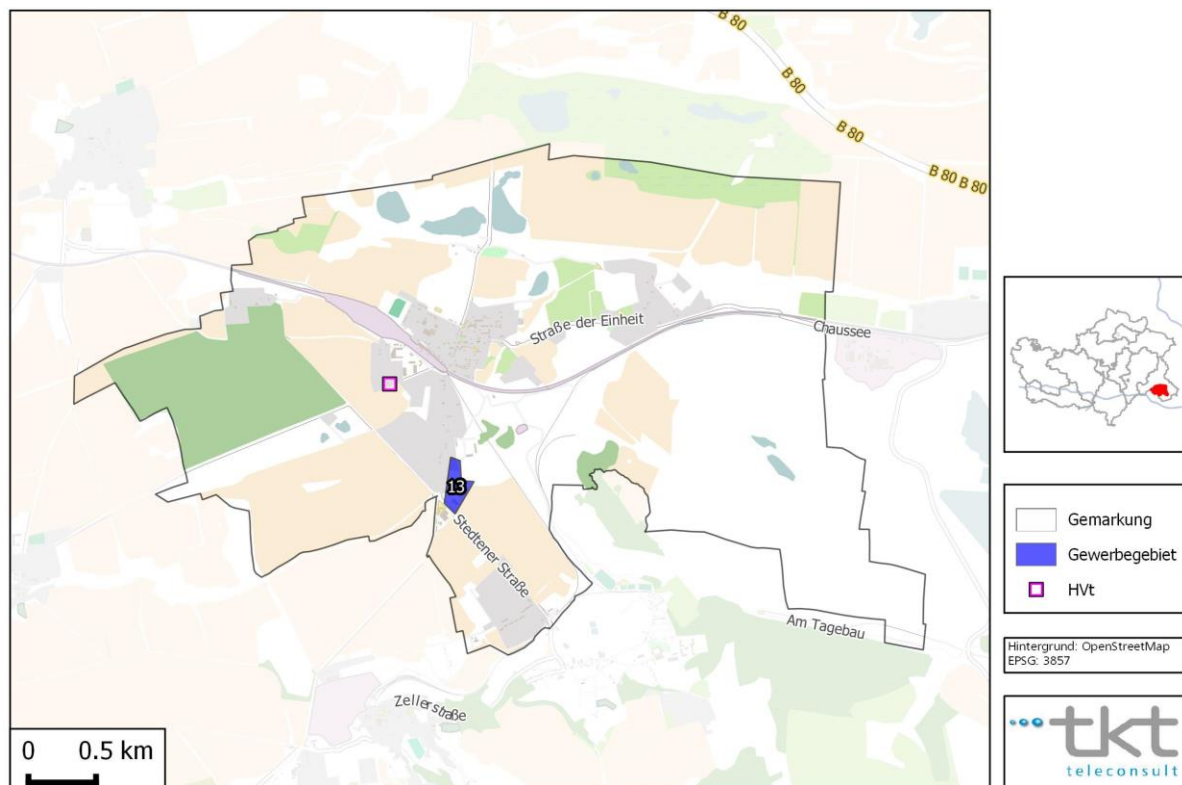 B 80
B 80
B 80
B 80 B 80
Straße der Einheit
Chaussee
13
Stedtener Straße
Am Tagebau
Zellerstraße
0 0.5 km
Gemarkung
Gewerbegebiet
HVt
Hintergrund: OpenStreetMap
EPSG: 3857
tkt
teleconsult